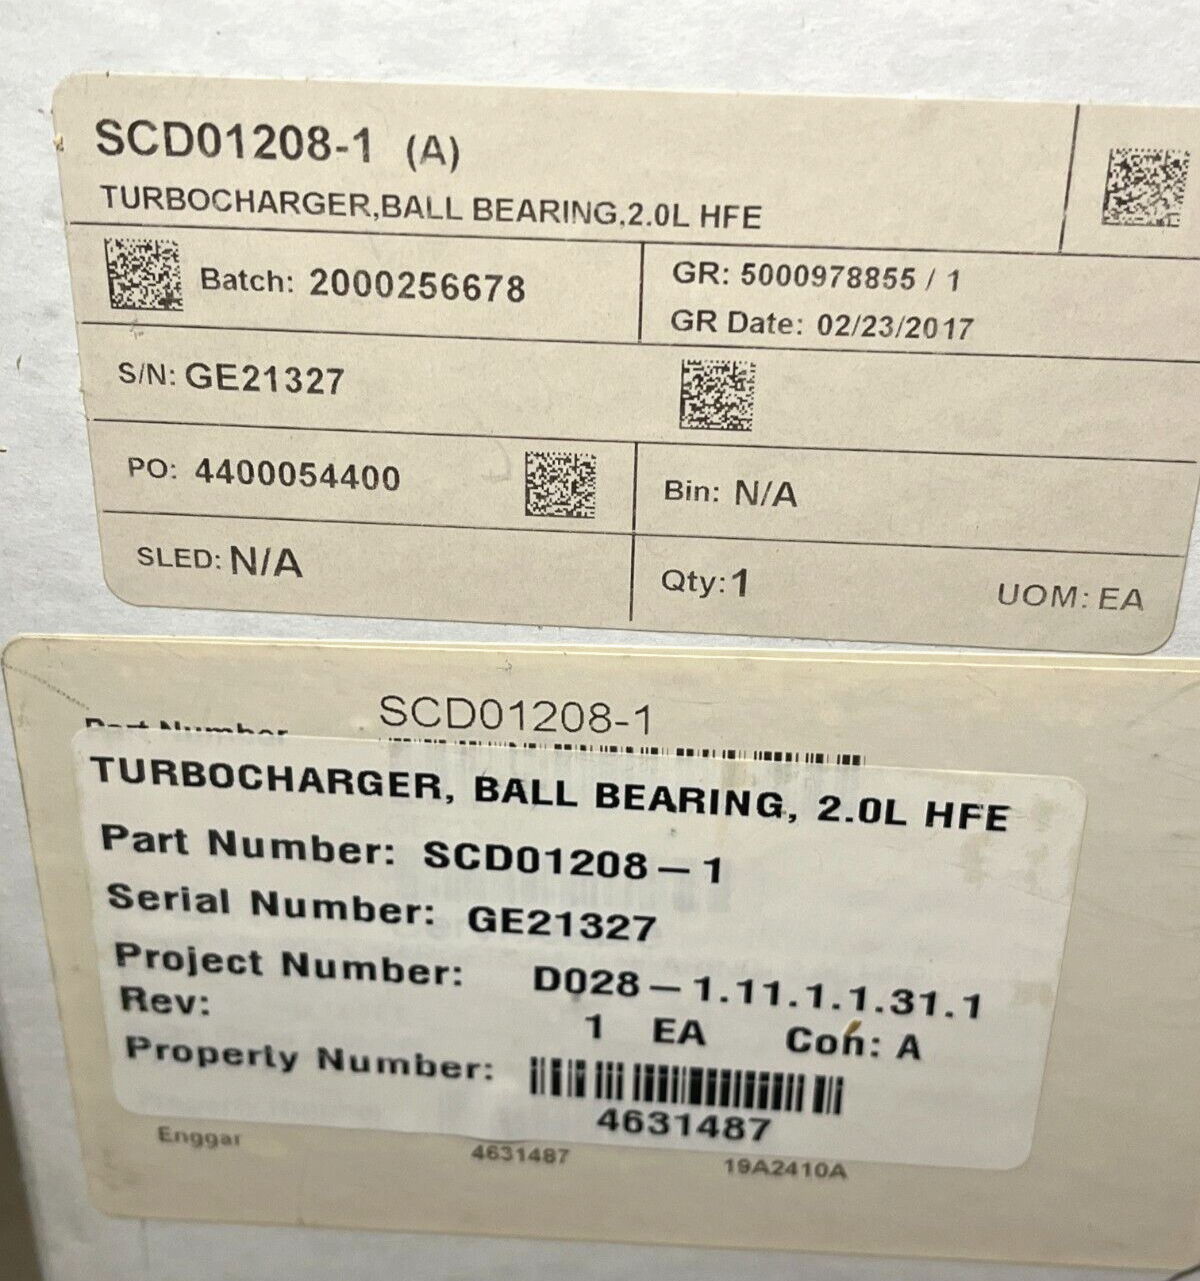 SCD01208-1 (A)
TURBOCHARGER,BALL BEARING,2.0L HFE
Batch: 2000256678
GR: 5000978855 / 1
GR Date: 02/23/2017
S/N: GE21327
PO: 4400054400
Bin: N/A
SLED: N/A
Qty:1 UOM: EA
Part Number SCD01208-1
TURBOCHARGER, BALL BEARING, 2.0L HFE
Part Number: SCD01208-1
Serial Number: GE21327
Project Number: D028-1.11.1.1.31.1
Rev: 1 EA Con: A
Property Number:
4631487
Enggar 4631487 19A2410A